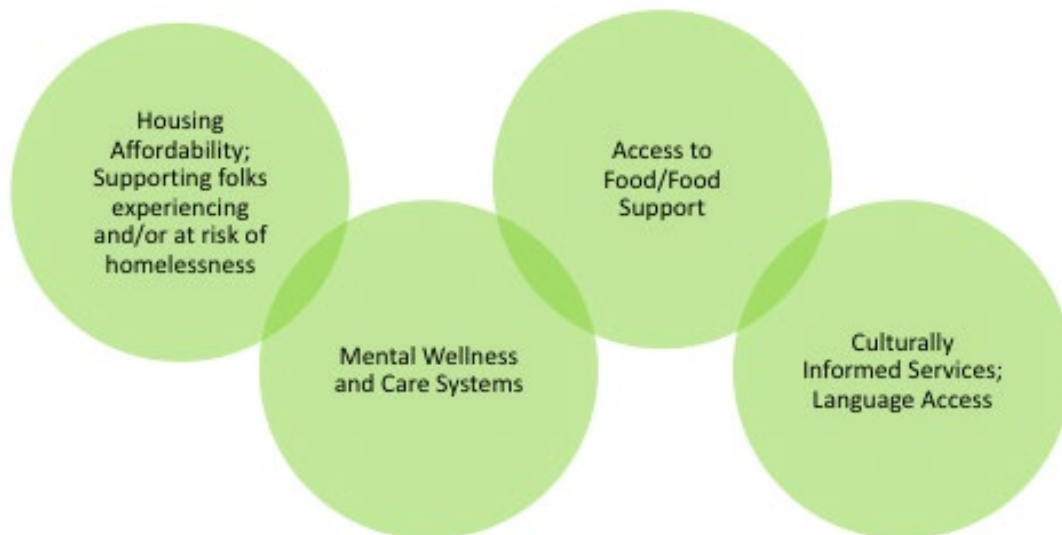 Housing
Affordability;
Supporting folks
experiencing
and/or at risk of
homelessness
Mental Wellness
and Care Systems
Access to
Food/Food
Support
Culturally
Informed Services;
Language Access